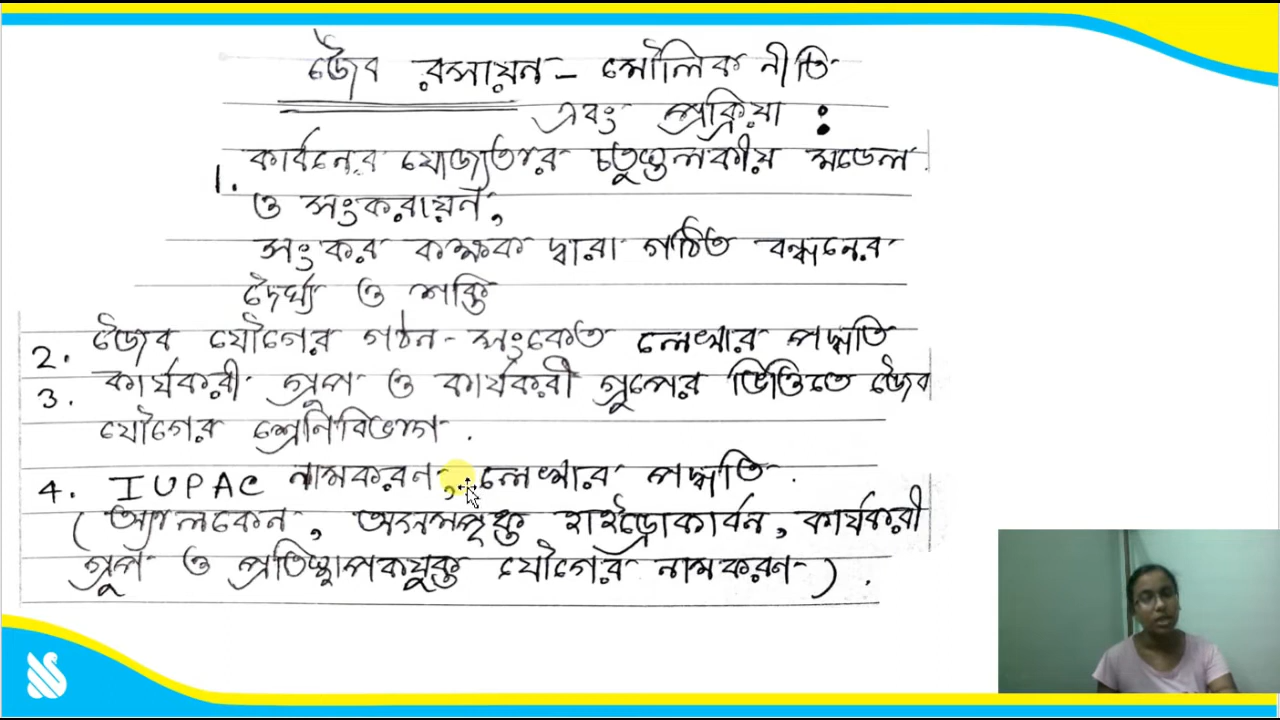 জৈব রসায়ন - মৌলিক নীতি
এবং প্রক্রিয়া :
1. কার্বনের যোজ্যতার চতুস্তলকীয় মডেল
ও সংকরায়ন,
সংকর কক্ষক দ্বারা গঠিত বন্ধনের
দৈর্ঘ্য ও শক্তি
2. জৈব যৌগের গঠন - সংকেত লেখার পদ্ধতি
3. কার্যকরী গ্রুপ ও কার্যকরী গ্রুপের ভিত্তিতে জৈব
যৌগের শ্রেনিবিভাগ .
4. IUPAC নামকরণ, লেখার পদ্ধতি .
( অ্যালকেন, অসম্পৃক্ত হাইড্রোকার্বন, কার্যকরী
গ্রুপ ও প্রতিস্থাপকযুক্ত যৌগের নামকরণ ) .